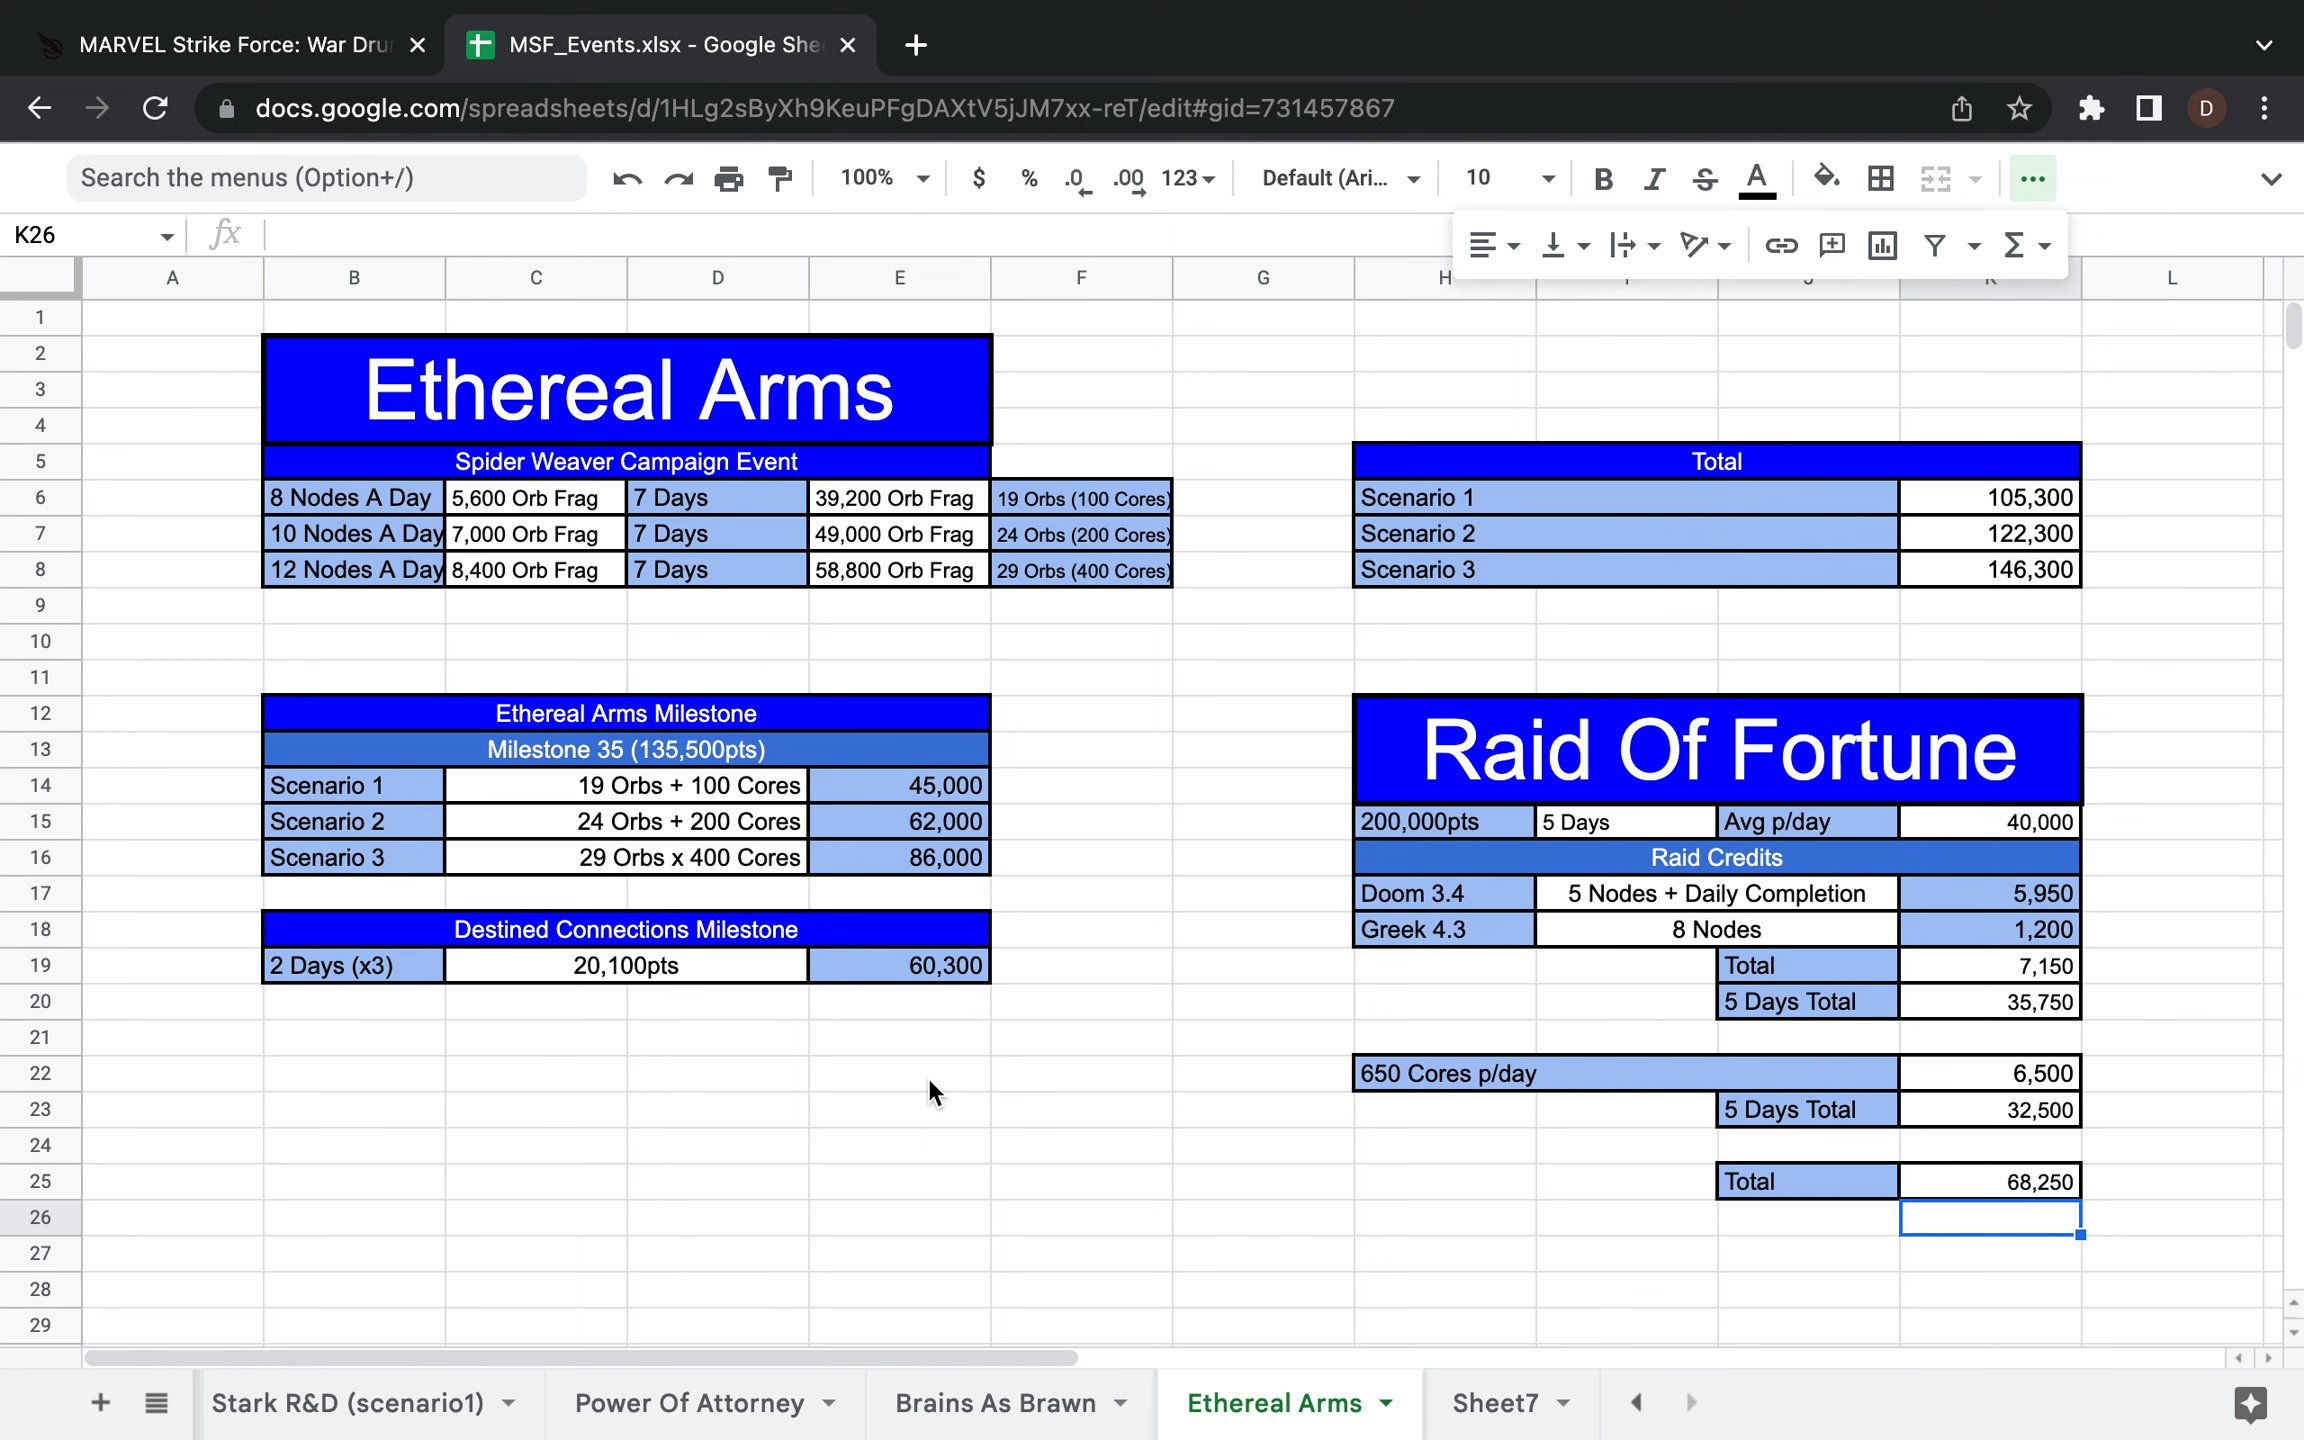 MARVEL Strike Force: War Dru
MSF_Events.xlsx - Google She
docs.google.com/spreadsheets/d/1HLg2sByXh9KeuPFgDAXtV5jJM7xx-reT/edit#gid=731457867
D
Search the menus (Option+/)
100%
$ % .0 .00 123
Default (Ari...
10
B I S A
K26
fx
A B C D E F G H L
1
2
3
4
5
6
7
8
9
10
11
12
13
14
15
16
17
18
19
20
21
22
23
24
25
26
27
28
29
Ethereal Arms
Spider Weaver Campaign Event
8 Nodes A Day 5,600 Orb Frag 7 Days 39,200 Orb Frag 19 Orbs (100 Cores)
10 Nodes A Day 7,000 Orb Frag 7 Days 49,000 Orb Frag 24 Orbs (200 Cores)
12 Nodes A Day 8,400 Orb Frag 7 Days 58,800 Orb Frag 29 Orbs (400 Cores)
Total
Scenario 1 105,300
Scenario 2 122,300
Scenario 3 146,300
Ethereal Arms Milestone
Milestone 35 (135,500pts)
Scenario 1 19 Orbs + 100 Cores 45,000
Scenario 2 24 Orbs + 200 Cores 62,000
Scenario 3 29 Orbs x 400 Cores 86,000
Destined Connections Milestone
2 Days (x3) 20,100pts 60,300
Raid Of Fortune
200,000pts 5 Days Avg p/day 40,000
Raid Credits
Doom 3.4 5 Nodes + Daily Completion 5,950
Greek 4.3 8 Nodes 1,200
Total 7,150
5 Days Total 35,750
650 Cores p/day 6,500
5 Days Total 32,500
Total 68,250
Stark R&D (scenario1)
Power Of Attorney
Brains As Brawn
Ethereal Arms
Sheet7